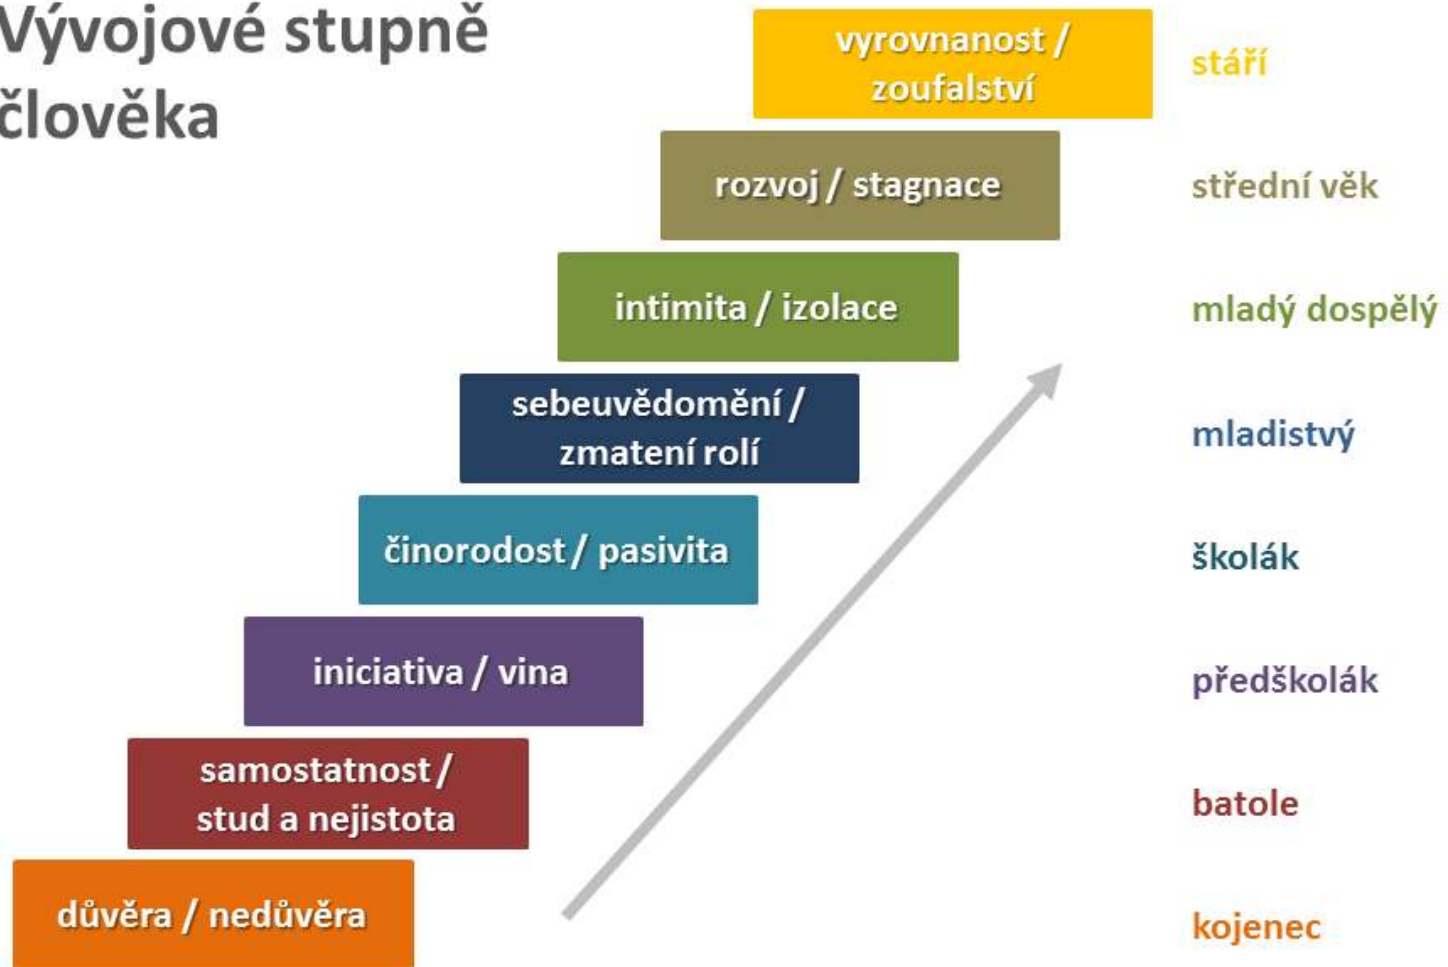 Vývojové stupně
člověka
vyrovnanost /
zoufalství
stáří
rozvoj / stagnace
střední věk
intimita / izolace
mladý dospělý
sebeuvědomění /
zmatení rolí
mladistvý
činorodost / pasivita
školák
iniciativa / vina
předškolák
samostatnost /
stud a nejistota
batole
důvěra / nedůvěra
kojenec